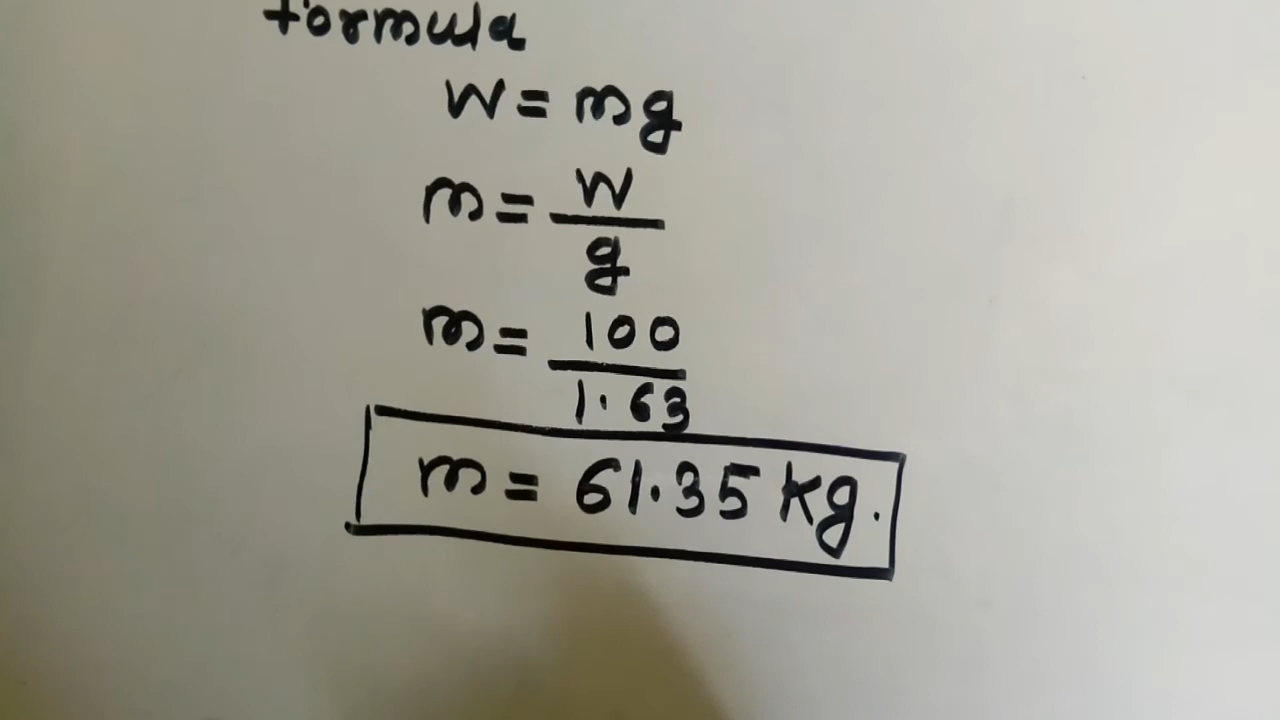 formula
W = mg
m = W/g
m = 100/1.63
m = 61.35 kg.